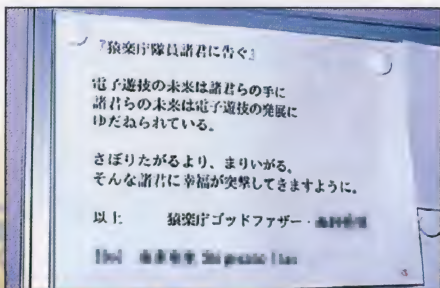 『猿楽庁隊員諸君に告ぐ』
電子遊技の未来は諸君らの手に
諸君らの未来は電子遊技の発展に
ゆだねられている。
さぼりたがるより、まりいがる。
そんな諸君に幸福が突撃してきますように。
以上 猿楽庁ゴッドファザー・